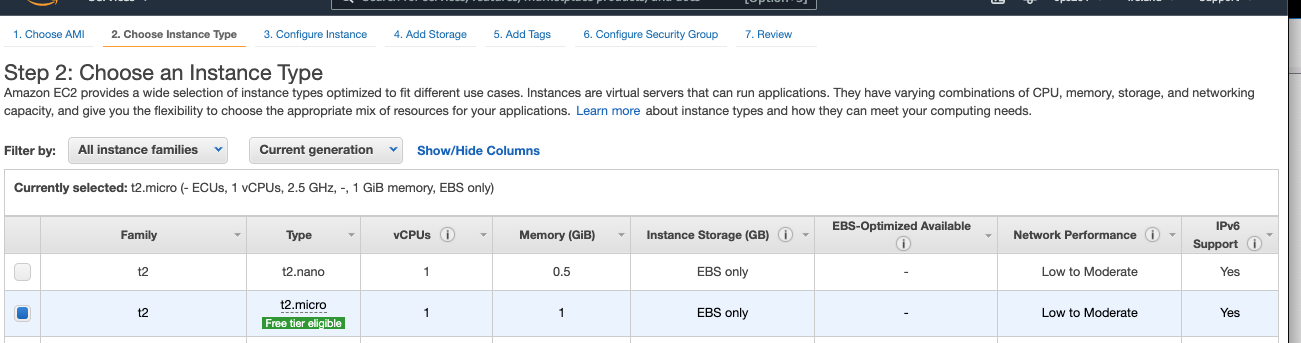 1. Choose AMI 2. Choose Instance Type 3. Configure Instance 4. Add Storage 5. Add Tags 6. Configure Security Group 7. Review
Step 2: Choose an Instance Type
Amazon EC2 provides a wide selection of instance types optimized to fit different use cases. Instances are virtual servers that can run applications. They have varying combinations of CPU, memory, storage, and networking
capacity, and give you the flexibility to choose the appropriate mix of resources for your applications. Learn more about instance types and how they can meet your computing needs.
Filter by: All instance families Current generation Show/Hide Columns
Currently selected: t2.micro (- ECUs, 1 vCPUs, 2.5 GHz, -, 1 GiB memory, EBS only)
Family Type vCPUs Memory (GiB) Instance Storage (GB) EBS-Optimized Available Network Performance IPv6 Support
t2 t2.nano 1 0.5 EBS only - Low to Moderate Yes
t2 t2.micro 1 1 EBS only - Low to Moderate Yes
Free tier eligible